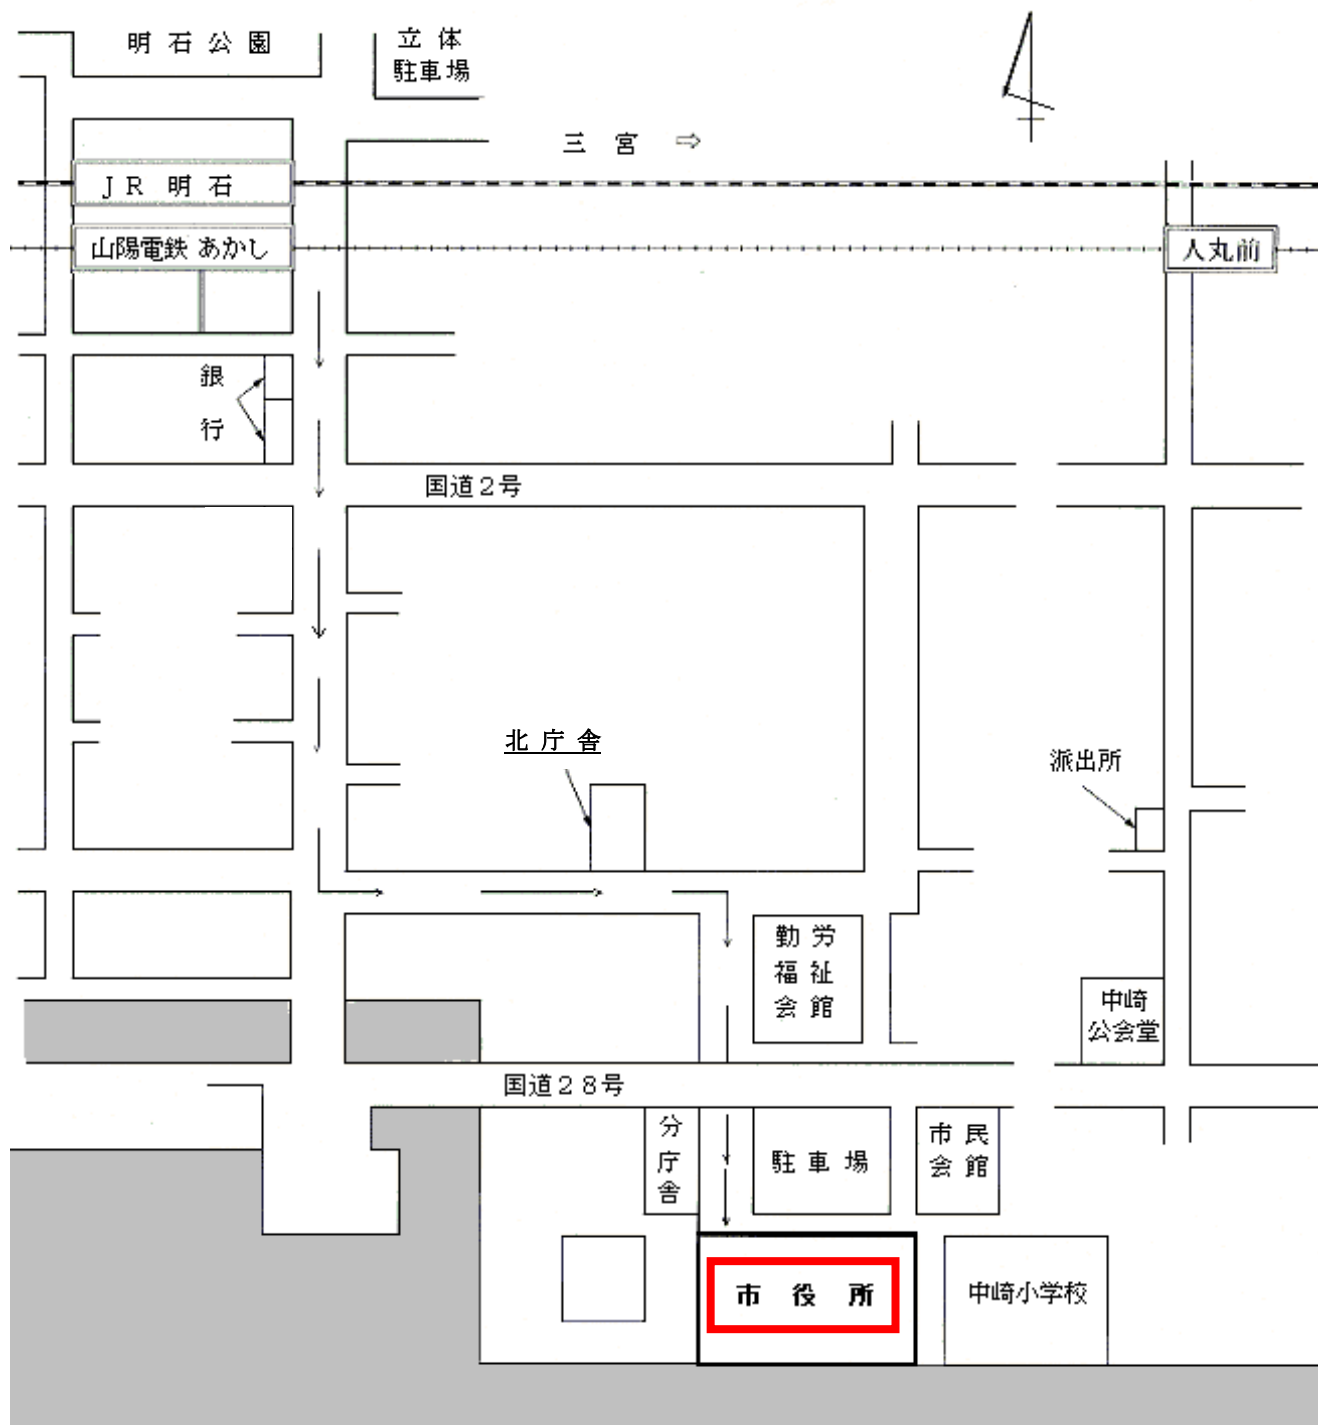 明石公園
立体
駐車場
三宮 ⇨
ＪＲ 明石
山陽電鉄 あかし
人丸前
銀
行
国道２号
北庁舎
派出所
勤労
福祉
会館
中崎
公会堂
国道２８号
分
庁
舎
駐車場
市民
会館
市役所
中崎小学校